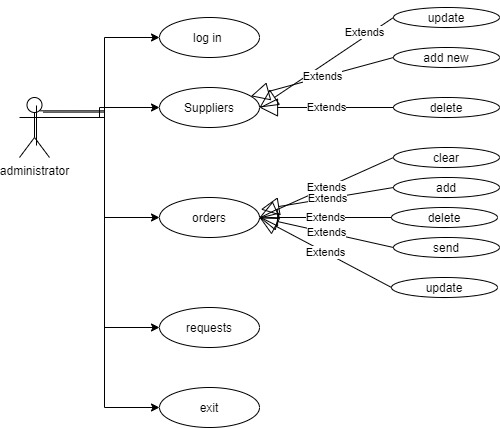 update
Extends
log in
add new
Extends
Suppliers
Extends
delete
administrator
clear
Extends
add
Extends
orders
Extends
delete
Extends
send
Extends
update
requests
exit